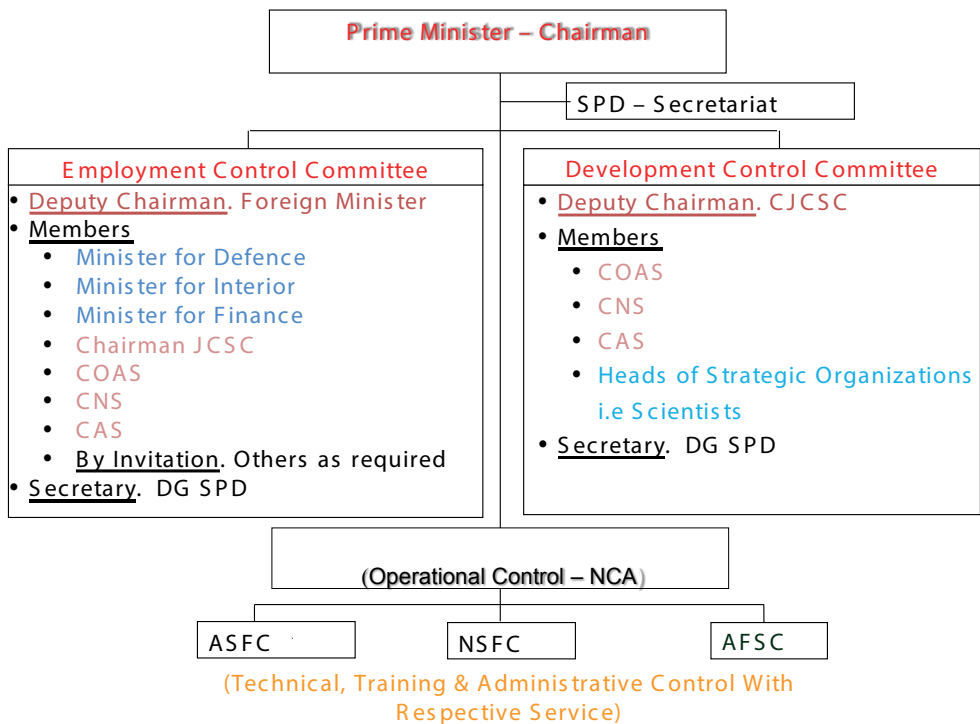 Prime Minister – Chairman
SPD – Secretariat
Employment Control Committee
• Deputy Chairman. Foreign Minister
• Members
• Minister for Defence
• Minister for Interior
• Minister for Finance
• Chairman JCSC
• COAS
• CNS
• CAS
• By Invitation. Others as required
• Secretary. DG SPD
Development Control Committee
• Deputy Chairman. CJCSC
• Members
• COAS
• CNS
• CAS
• Heads of Strategic Organizations
i.e Scientists
• Secretary. DG SPD
(Operational Control – NCA)
ASFC
NSFC
AFSC
(Technical, Training & Administrative Control With
Respective Service)